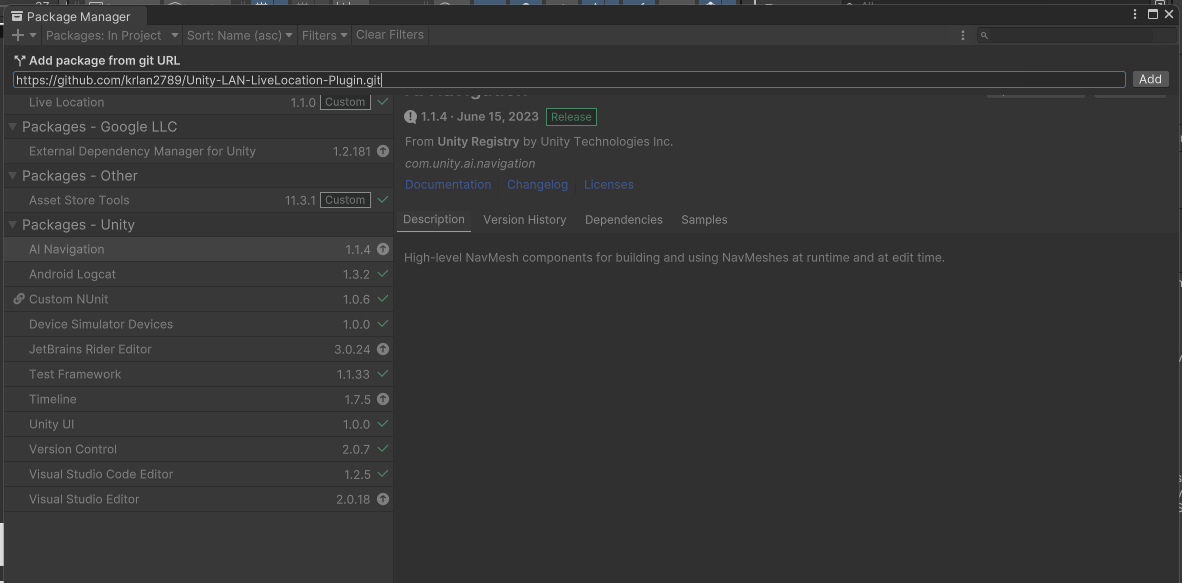 Package Manager
Packages: In Project
Sort: Name (asc)
Filters
Clear Filters
Add package from git URL
https://github.com/krlan2789/Unity-LAN-LiveLocation-Plugin.git
Add
Live Location 1.1.0 Custom
Packages - Google LLC
External Dependency Manager for Unity 1.2.181
Packages - Other
Asset Store Tools 11.3.1 Custom
Packages - Unity
AI Navigation 1.1.4
Android Logcat 1.3.2
Custom NUnit 1.0.6
Device Simulator Devices 1.0.0
JetBrains Rider Editor 3.0.24
Test Framework 1.1.33
Timeline 1.7.5
Unity UI 1.0.0
Version Control 2.0.7
Visual Studio Code Editor 1.2.5
Visual Studio Editor 2.0.18
1.1.4 · June 15, 2023 Release
From Unity Registry by Unity Technologies Inc.
com.unity.ai.navigation
Documentation Changelog Licenses
Description Version History Dependencies Samples
High-level NavMesh components for building and using NavMeshes at runtime and at edit time.